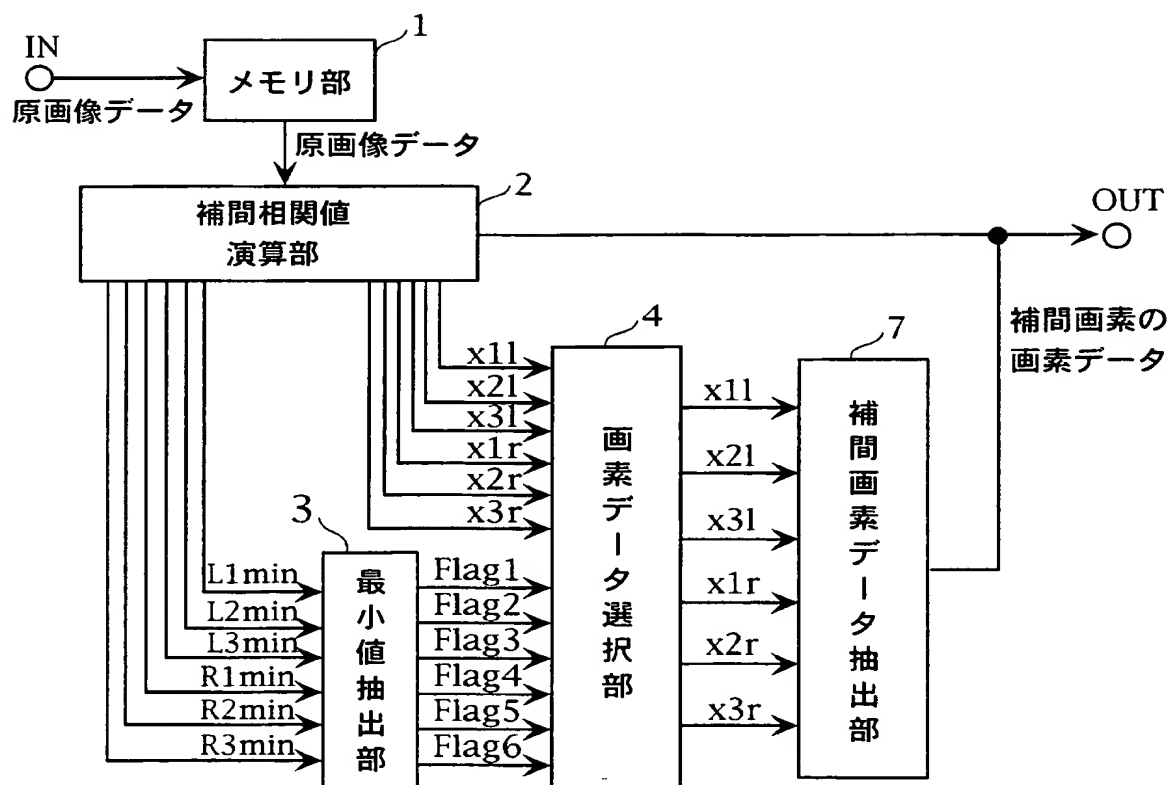 1
IN
メモリ部
原画像データ
原画像データ
2
補間相関値
演算部
OUT
補間画素の
画素データ
4
7
x1l
x2l
x3l
x1r
x2r
x3r
画素データ選択部
x1l
x2l
x3l
x1r
x2r
x3r
補間画素データ抽出部
3
L1min
L2min
L3min
R1min
R2min
R3min
最小値抽出部
Flag1
Flag2
Flag3
Flag4
Flag5
Flag6